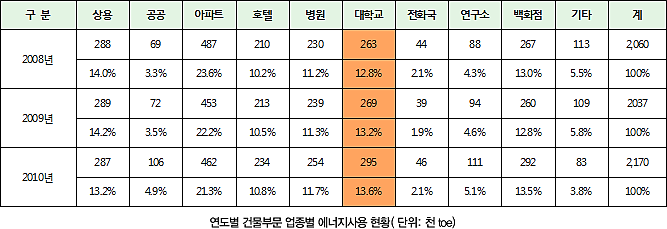 구 분 상용 공공 아파트 호텔 병원 대학교 전화국 연구소 백화점 기타 계
2008년
288 69 487 210 230 263 44 88 267 113 2,060
14.0% 3.3% 23.6% 10.2% 11.2% 12.8% 2.1% 4.3% 13.0% 5.5% 100%
2009년
289 72 453 213 239 269 39 94 260 109 2037
14.2% 3.5% 22.2% 10.5% 11.3% 13.2% 1.9% 4.6% 12.8% 5.8% 100%
2010년
287 106 462 234 254 295 46 111 292 83 2,170
13.2% 4.9% 21.3% 10.8% 11.7% 13.6% 2.1% 5.1% 13.5% 3.8% 100%
연도별 건물부문 업종별 에너지사용 현황( 단위: 천 toe)